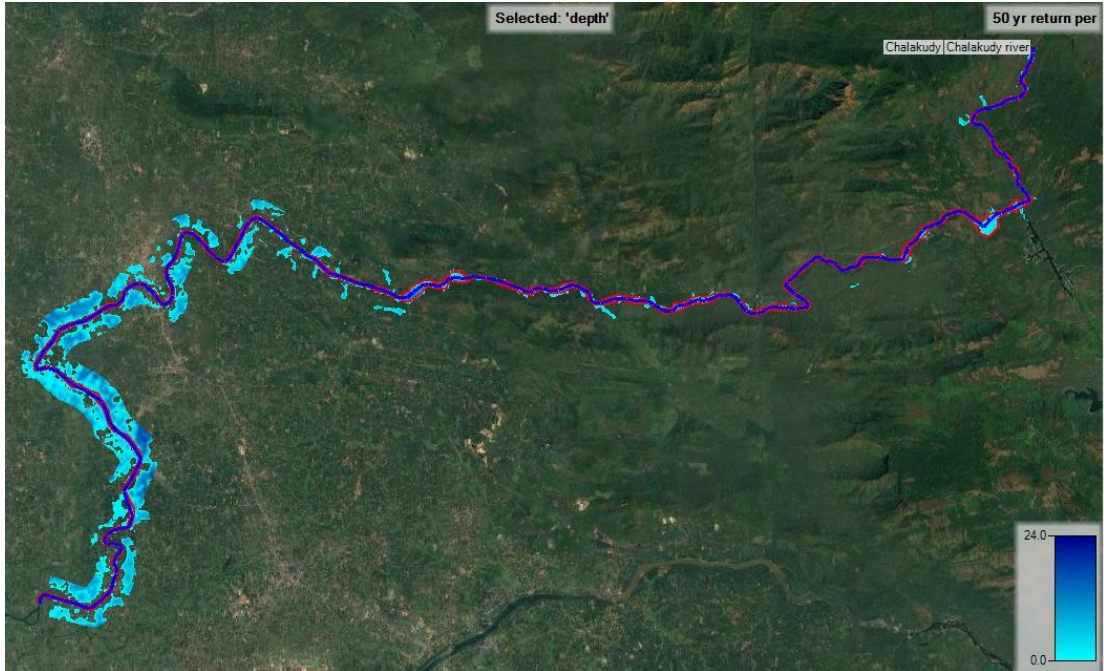 Selected: 'depth'
50 yr return per
Chalakudy Chalakudy river
24.0
0.0